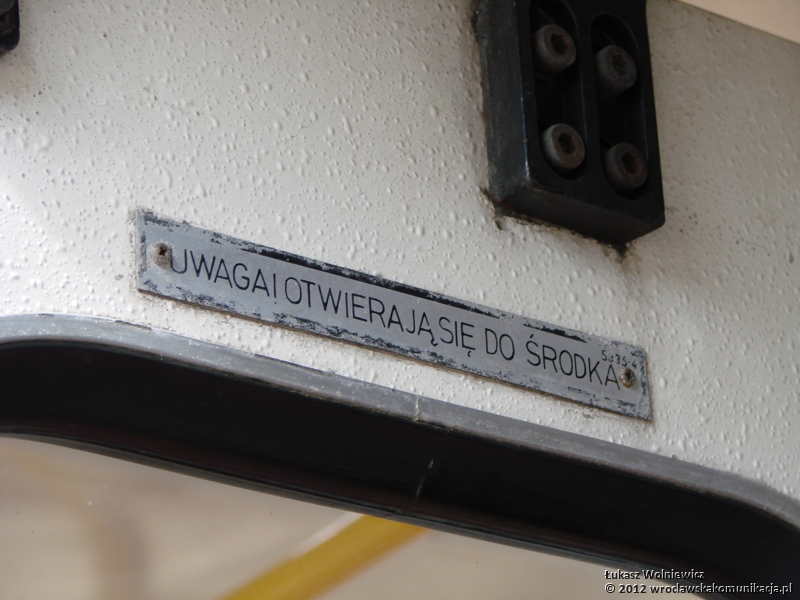 UWAGA! OTWIERAJĄ SIĘ DO ŚRODKA
Łukasz Wolniewicz
© 2012 wroclawskakomunikacja.pl